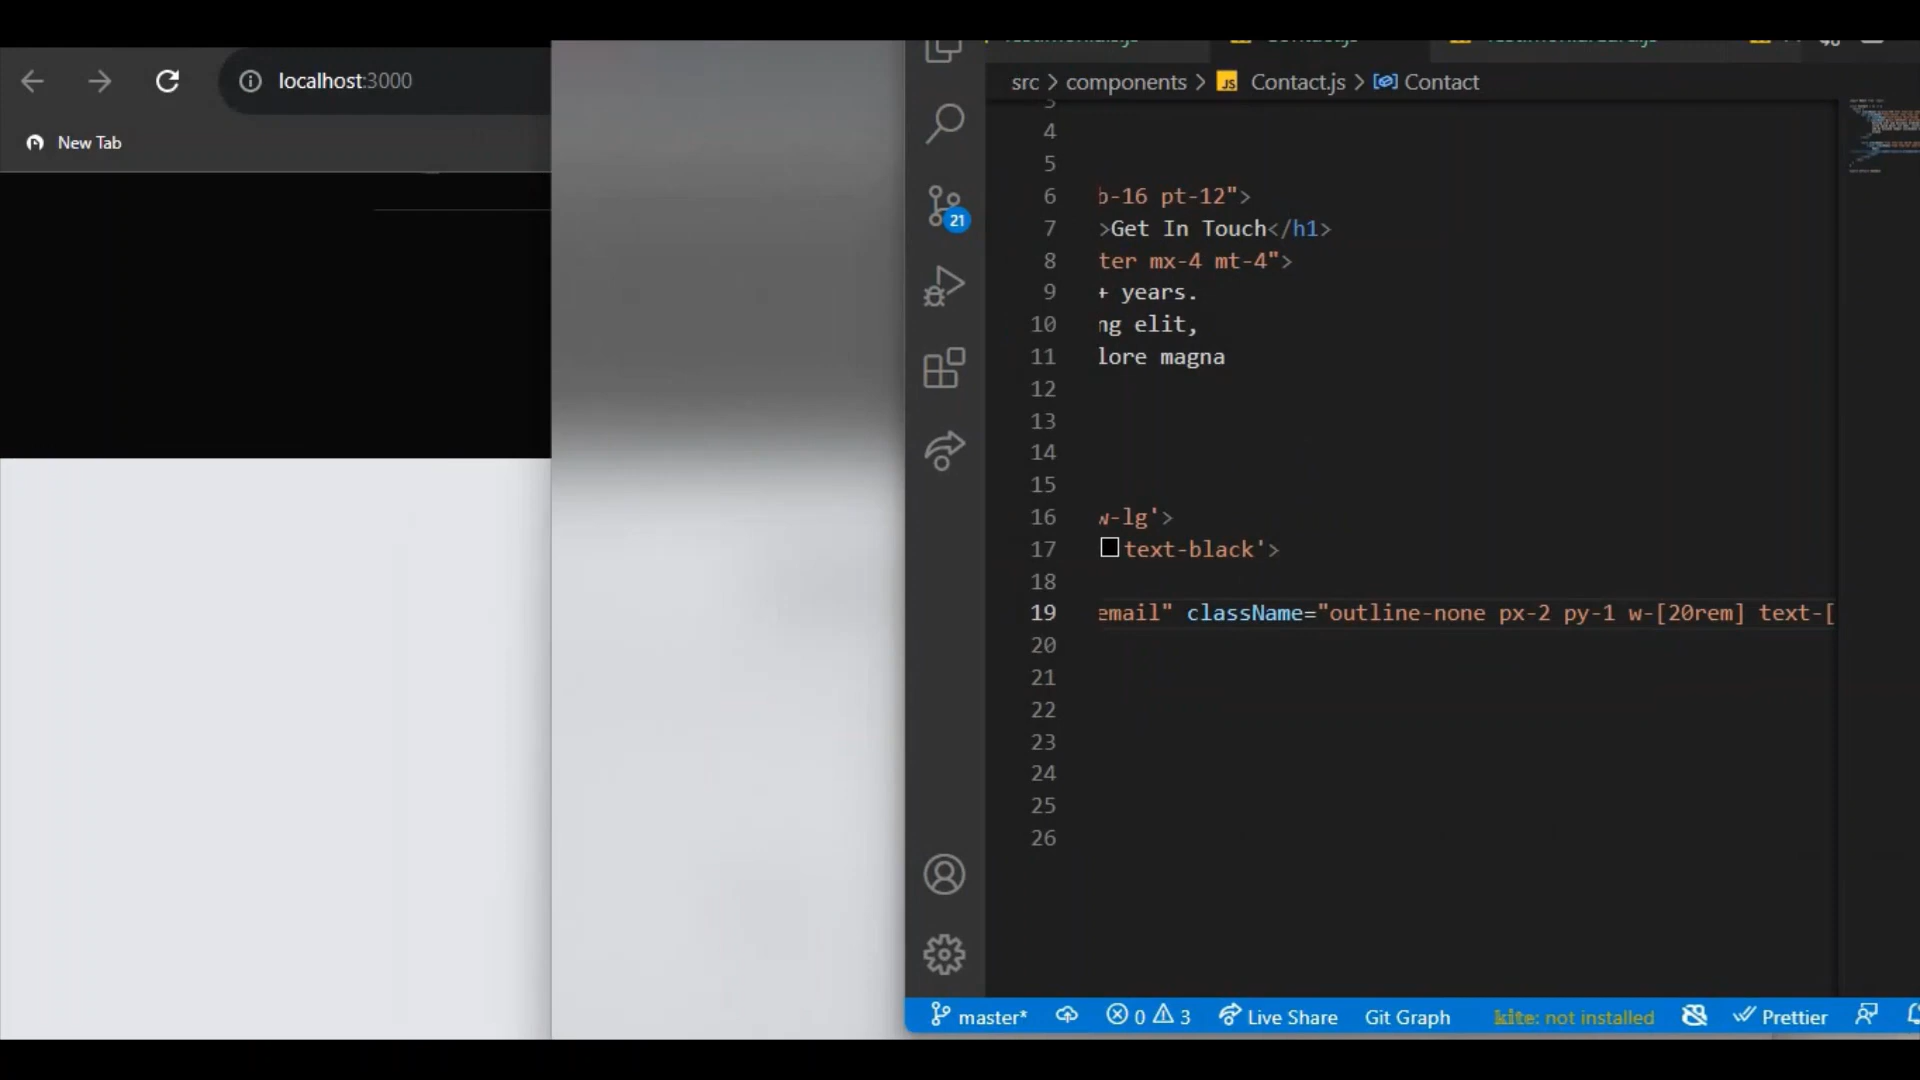 localhost:3000
New Tab
src > components > JS Contact.js > Contact
4
5
6 b-16 pt-12">
7 >Get In Touch</h1>
8 ter mx-4 mt-4">
9 + years.
10 ng elit,
11 lore magna
12
13
14
15
16 w-lg'>
17 text-black'>
18
19 email" className="outline-none px-2 py-1 w-[20rem] text-[
20
21
22
23
24
25
26
21
master* 0 3 Live Share Git Graph kite: not installed Prettier